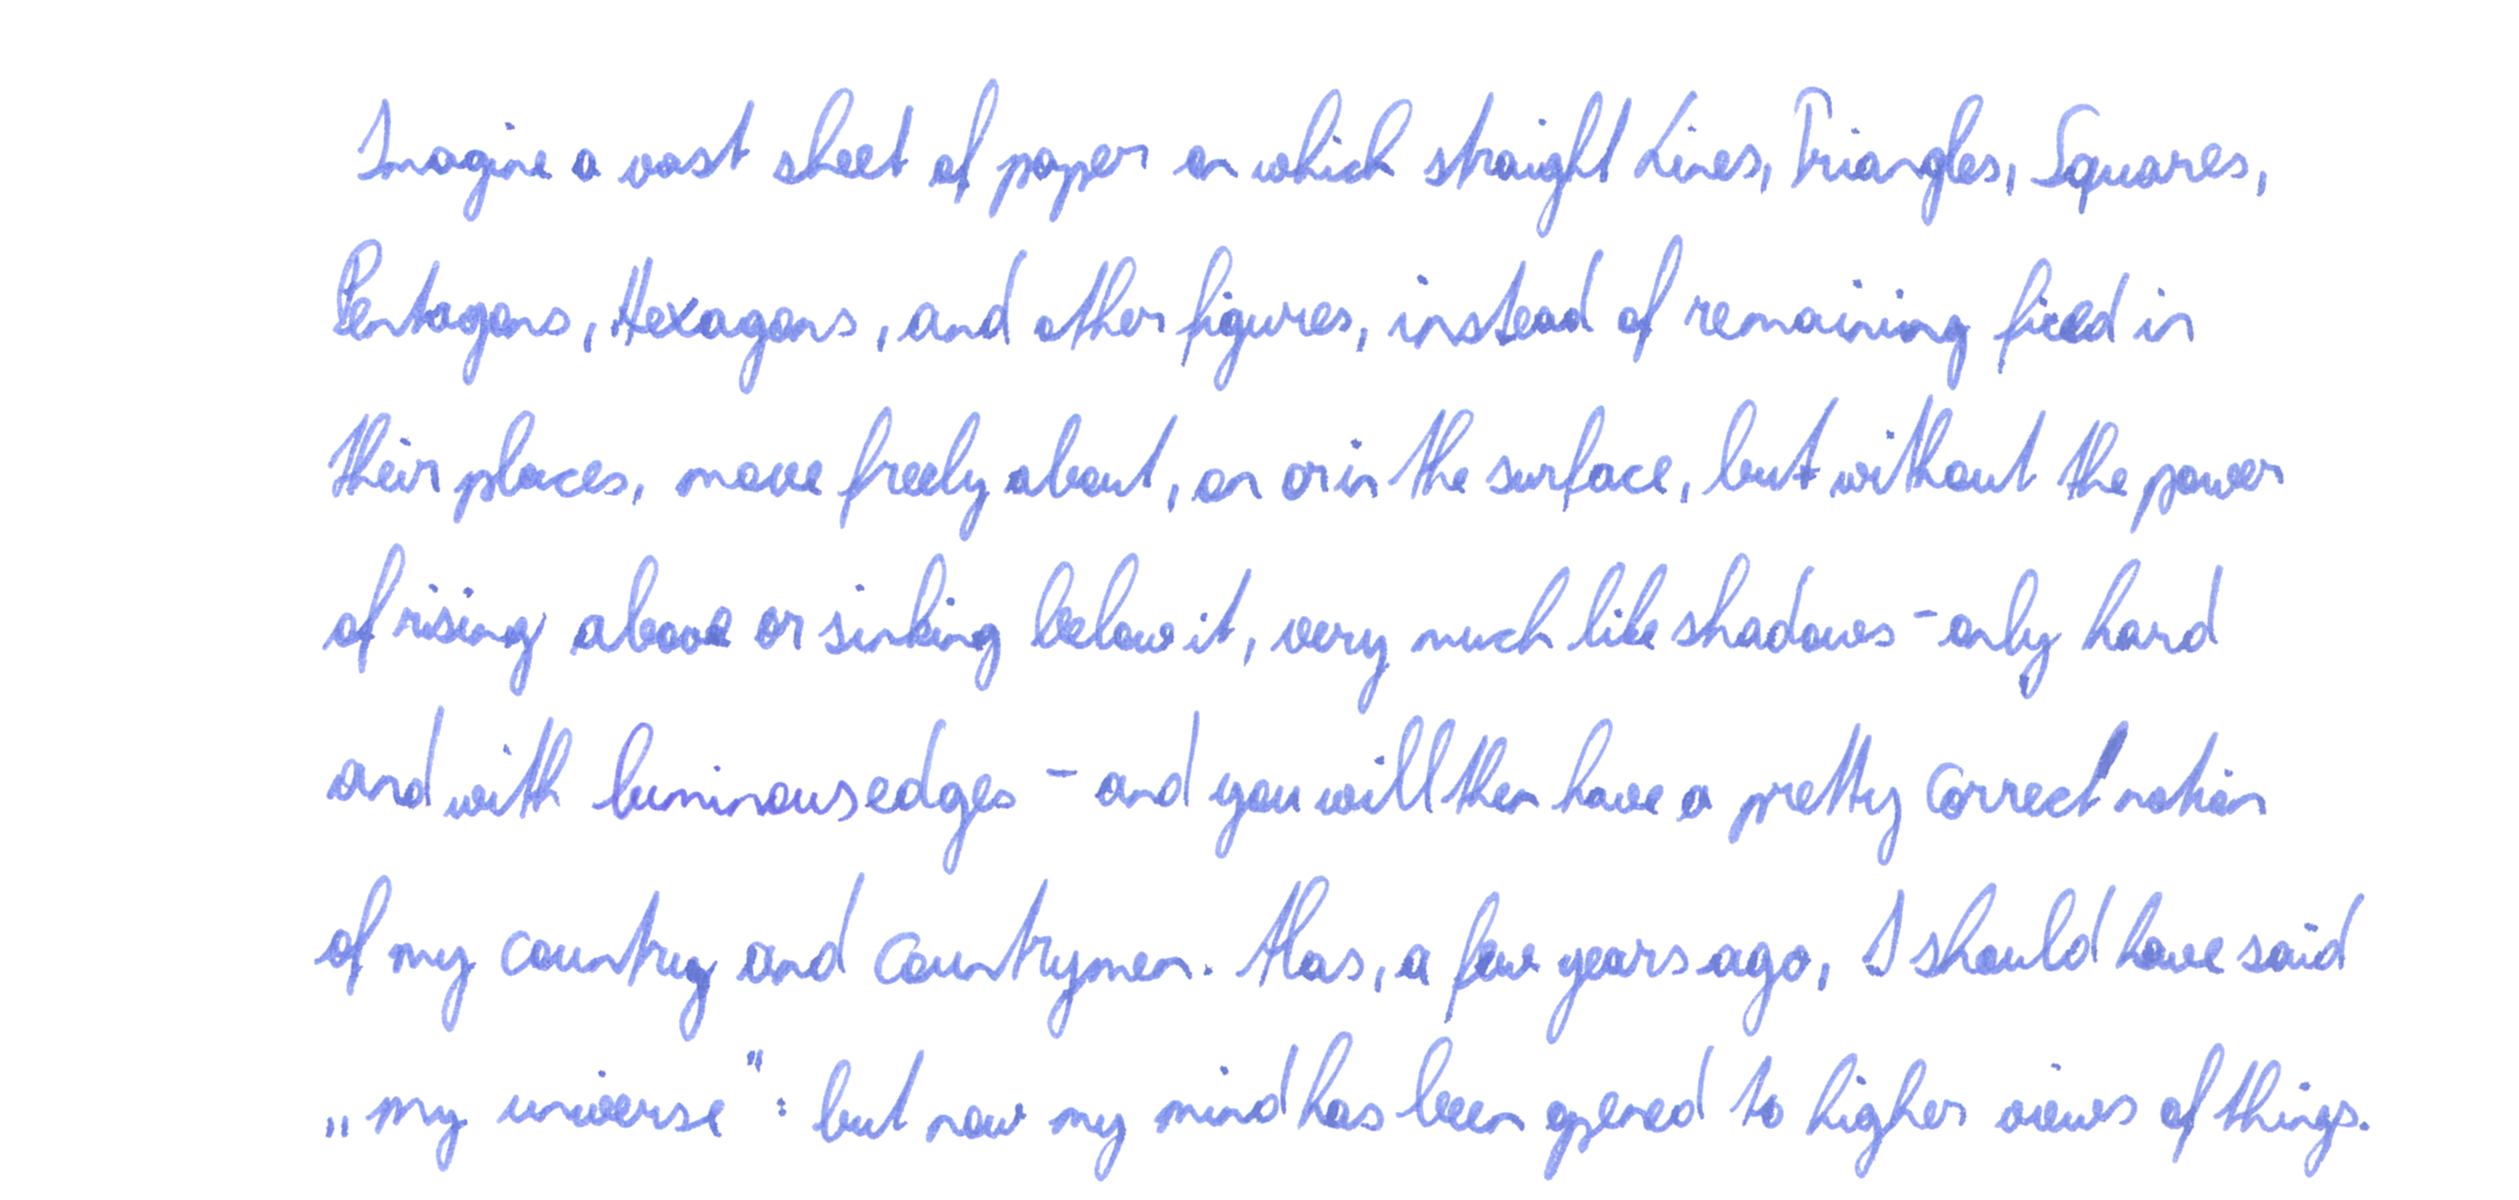 Imagine a vast sheet of paper on which straight Lines, Triangles, Squares,
Pentagons, Hexagons, and other figures, instead of remaining fixed in
their places, move freely about, on or in the surface, but without the power
of rising above or sinking below it, very much like shadows - only hard
and with luminous edges - and you will then have a pretty correct notion
of my country and countrymen. Alas, a few years ago, I should have said
„my universe“: but now my mind has been opened to higher views of things.